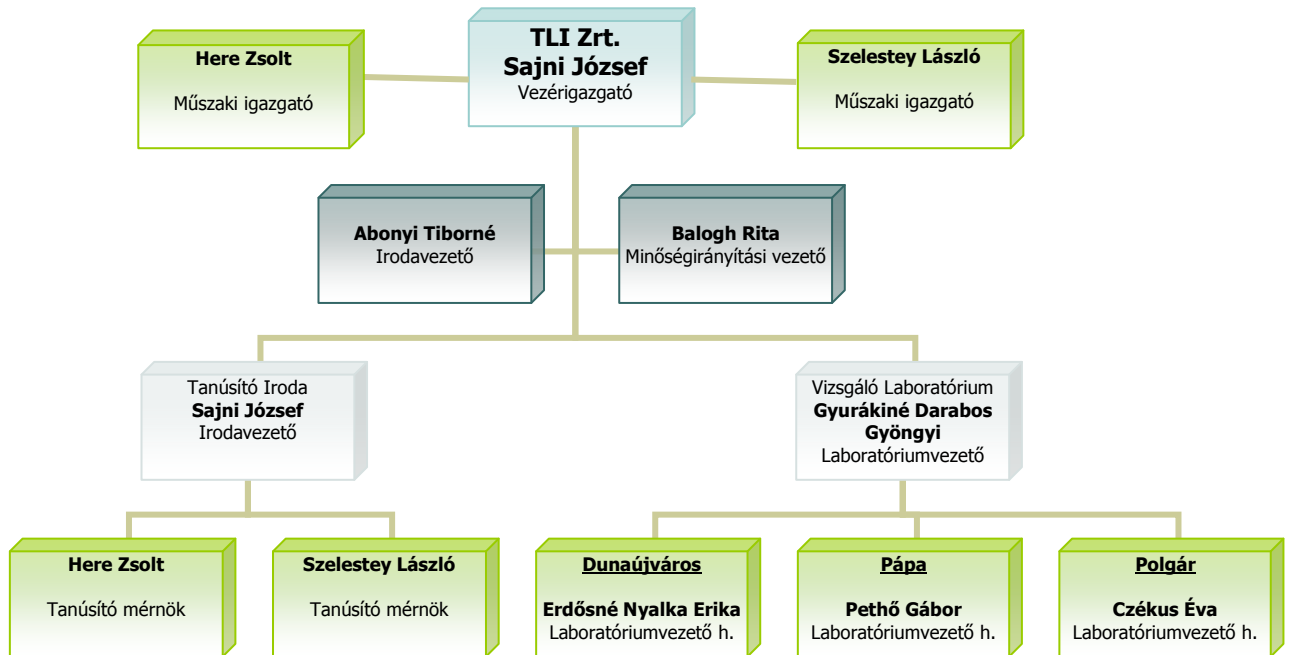 Here Zsolt
Műszaki igazgató
TLI Zrt.
Sajni József
Vezérigazgató
Szelestey László
Műszaki igazgató
Abonyi Tiborné
Irodavezető
Balogh Rita
Minőségirányítási vezető
Tanúsító Iroda
Sajni József
Irodavezető
Vizsgáló Laboratórium
Gyurákiné Darabos
Gyöngyi
Laboratóriumvezető
Here Zsolt
Tanúsító mérnök
Szelestey László
Tanúsító mérnök
Dunaújváros
Erdősné Nyalka Erika
Laboratóriumvezető h.
Pápa
Pethő Gábor
Laboratóriumvezető h.
Polgár
Czékus Éva
Laboratóriumvezető h.